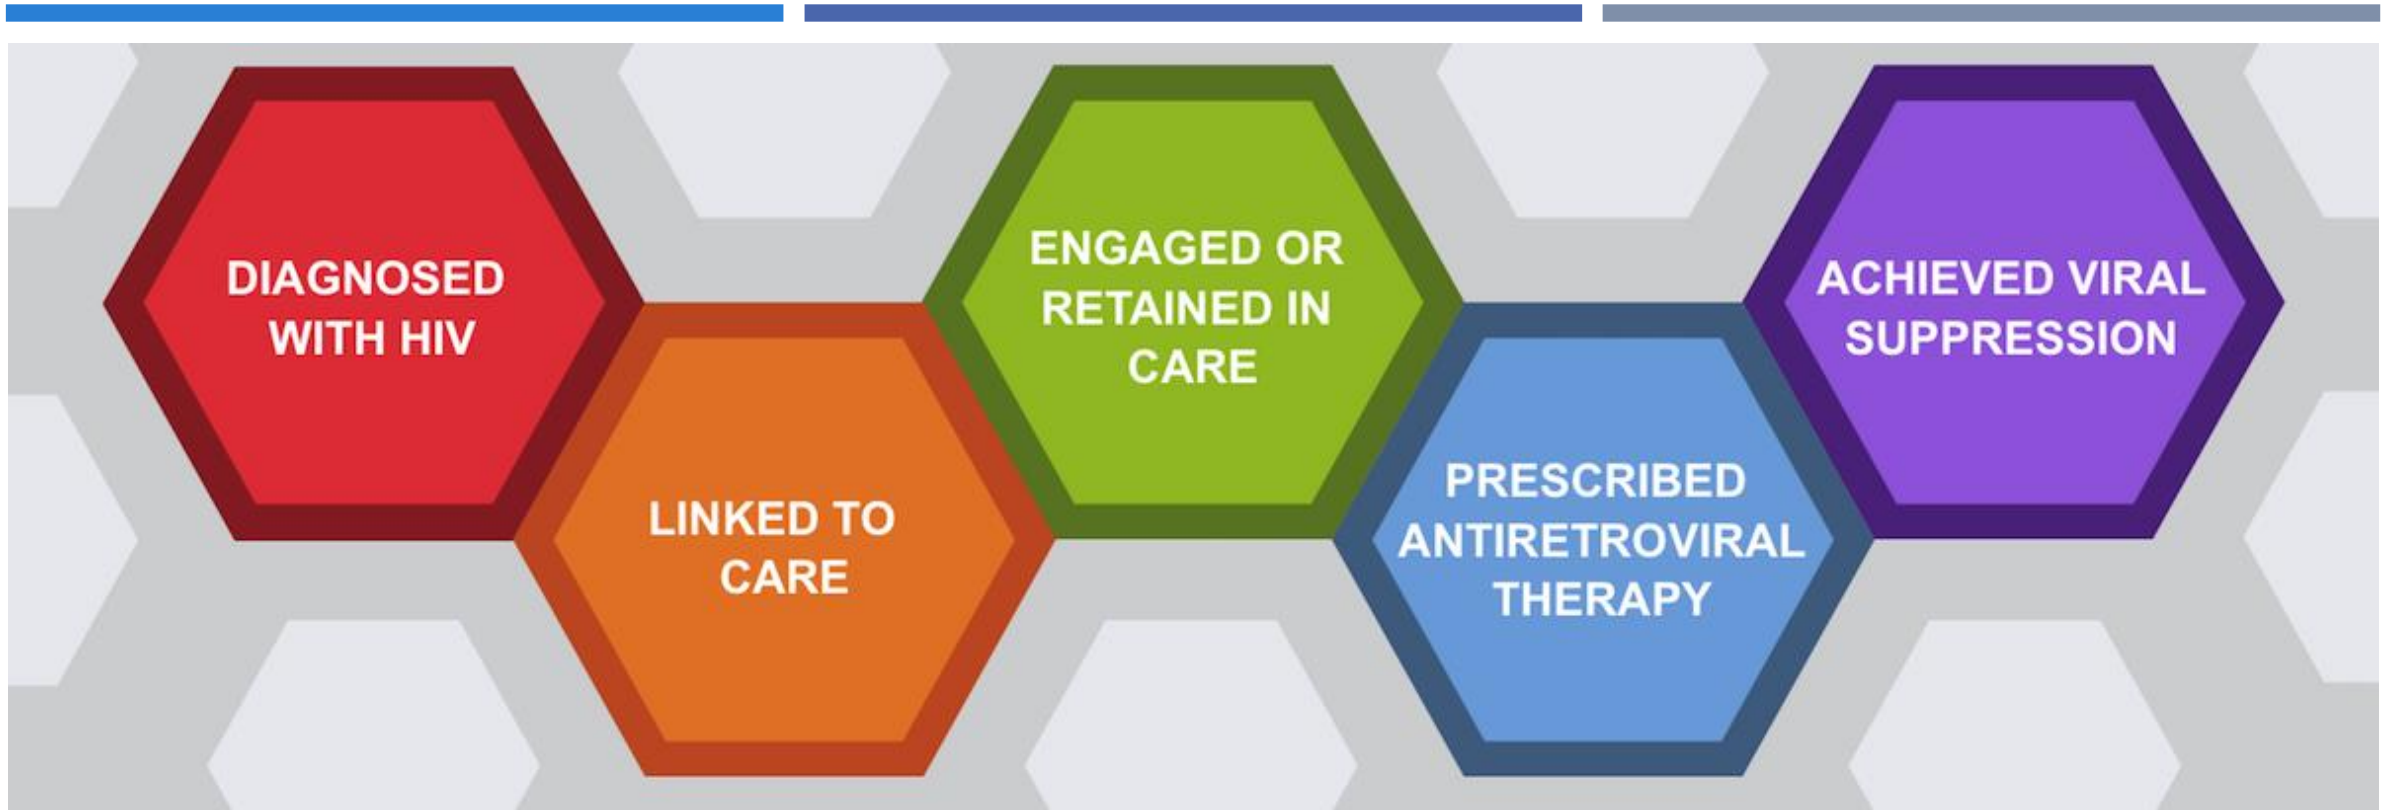 DIAGNOSED
WITH HIV
LINKED TO
CARE
ENGAGED OR
RETAINED IN
CARE
PRESCRIBED
ANTIRETROVIRAL
THERAPY
ACHIEVED VIRAL
SUPPRESSION